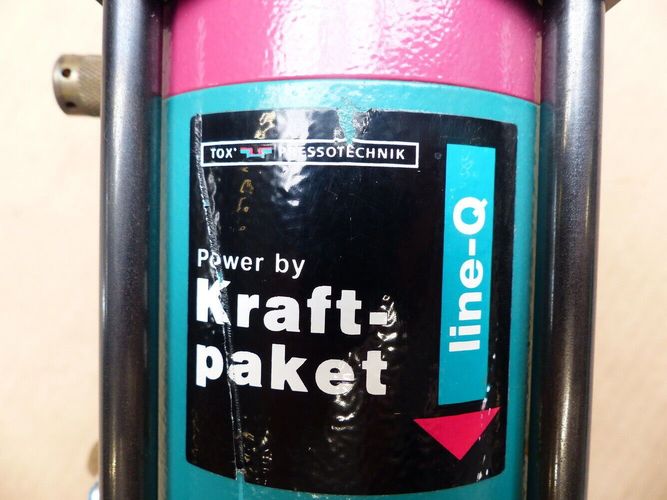 TOX® PRESSOTECHNIK
Power by
Kraft-
paket
line-Q